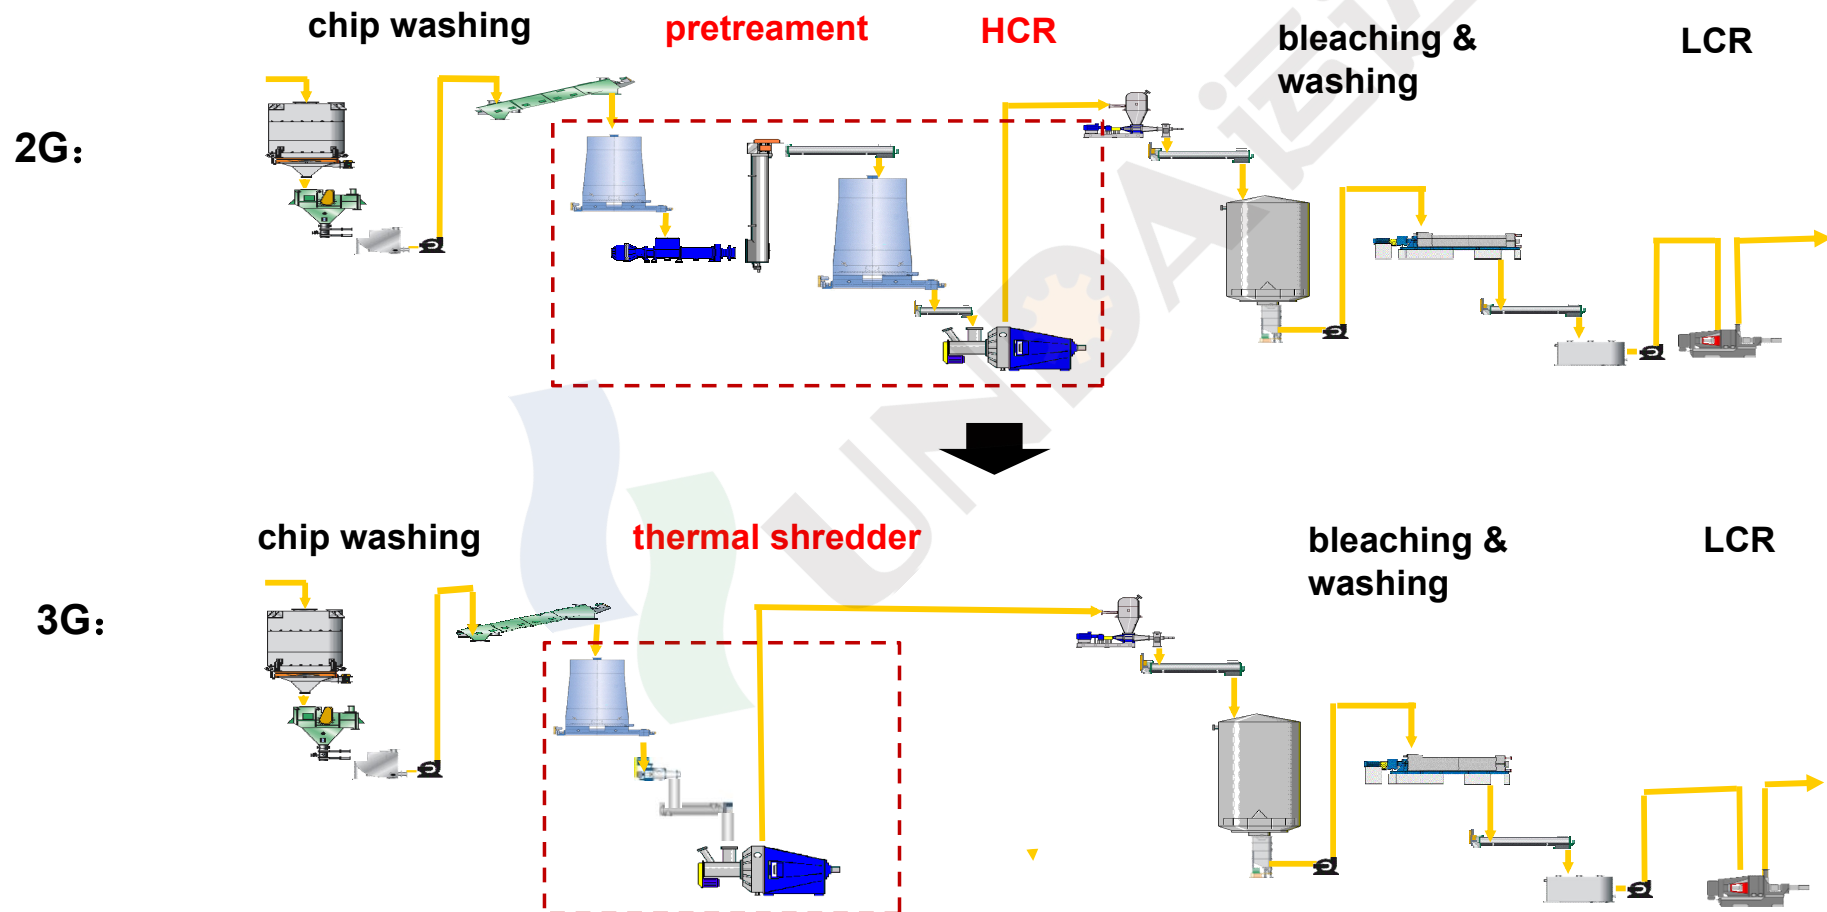 chip washing
pretreament
HCR
bleaching &
washing
LCR
2G：
chip washing
thermal shredder
bleaching &
washing
LCR
3G：